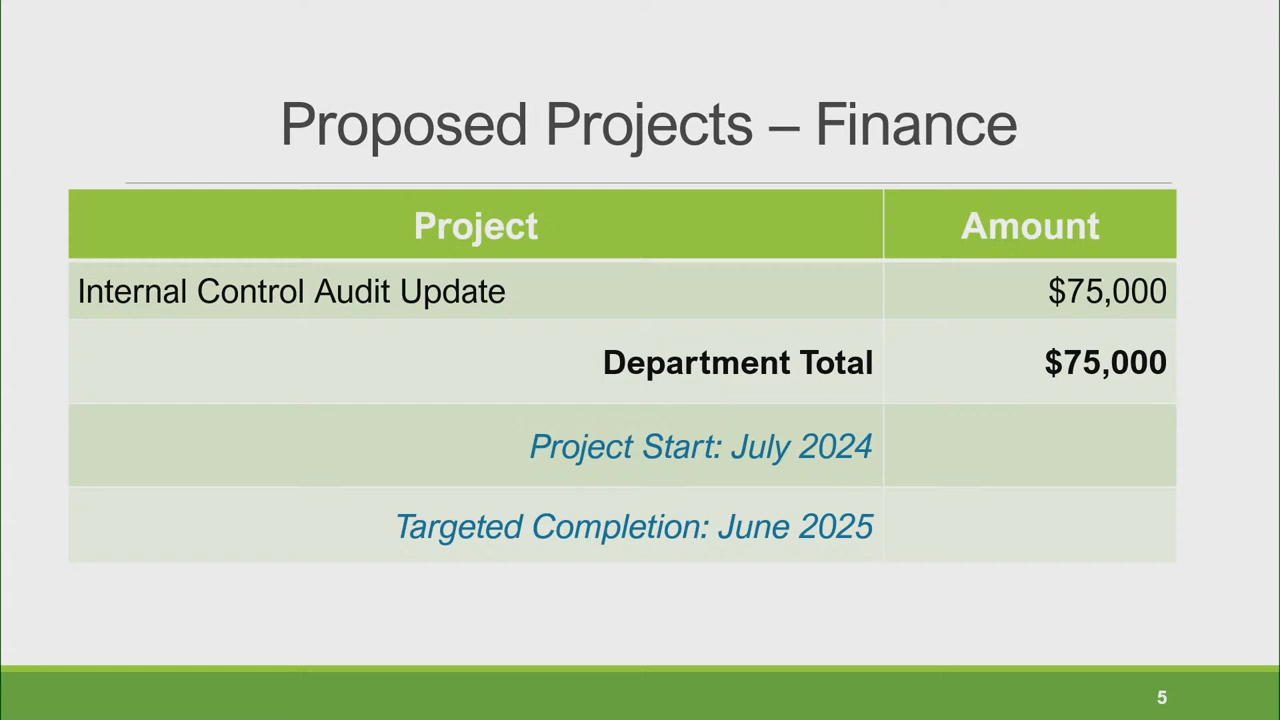 Proposed Projects – Finance
Project Amount
Internal Control Audit Update $75,000
Department Total $75,000
Project Start: July 2024
Targeted Completion: June 2025
5